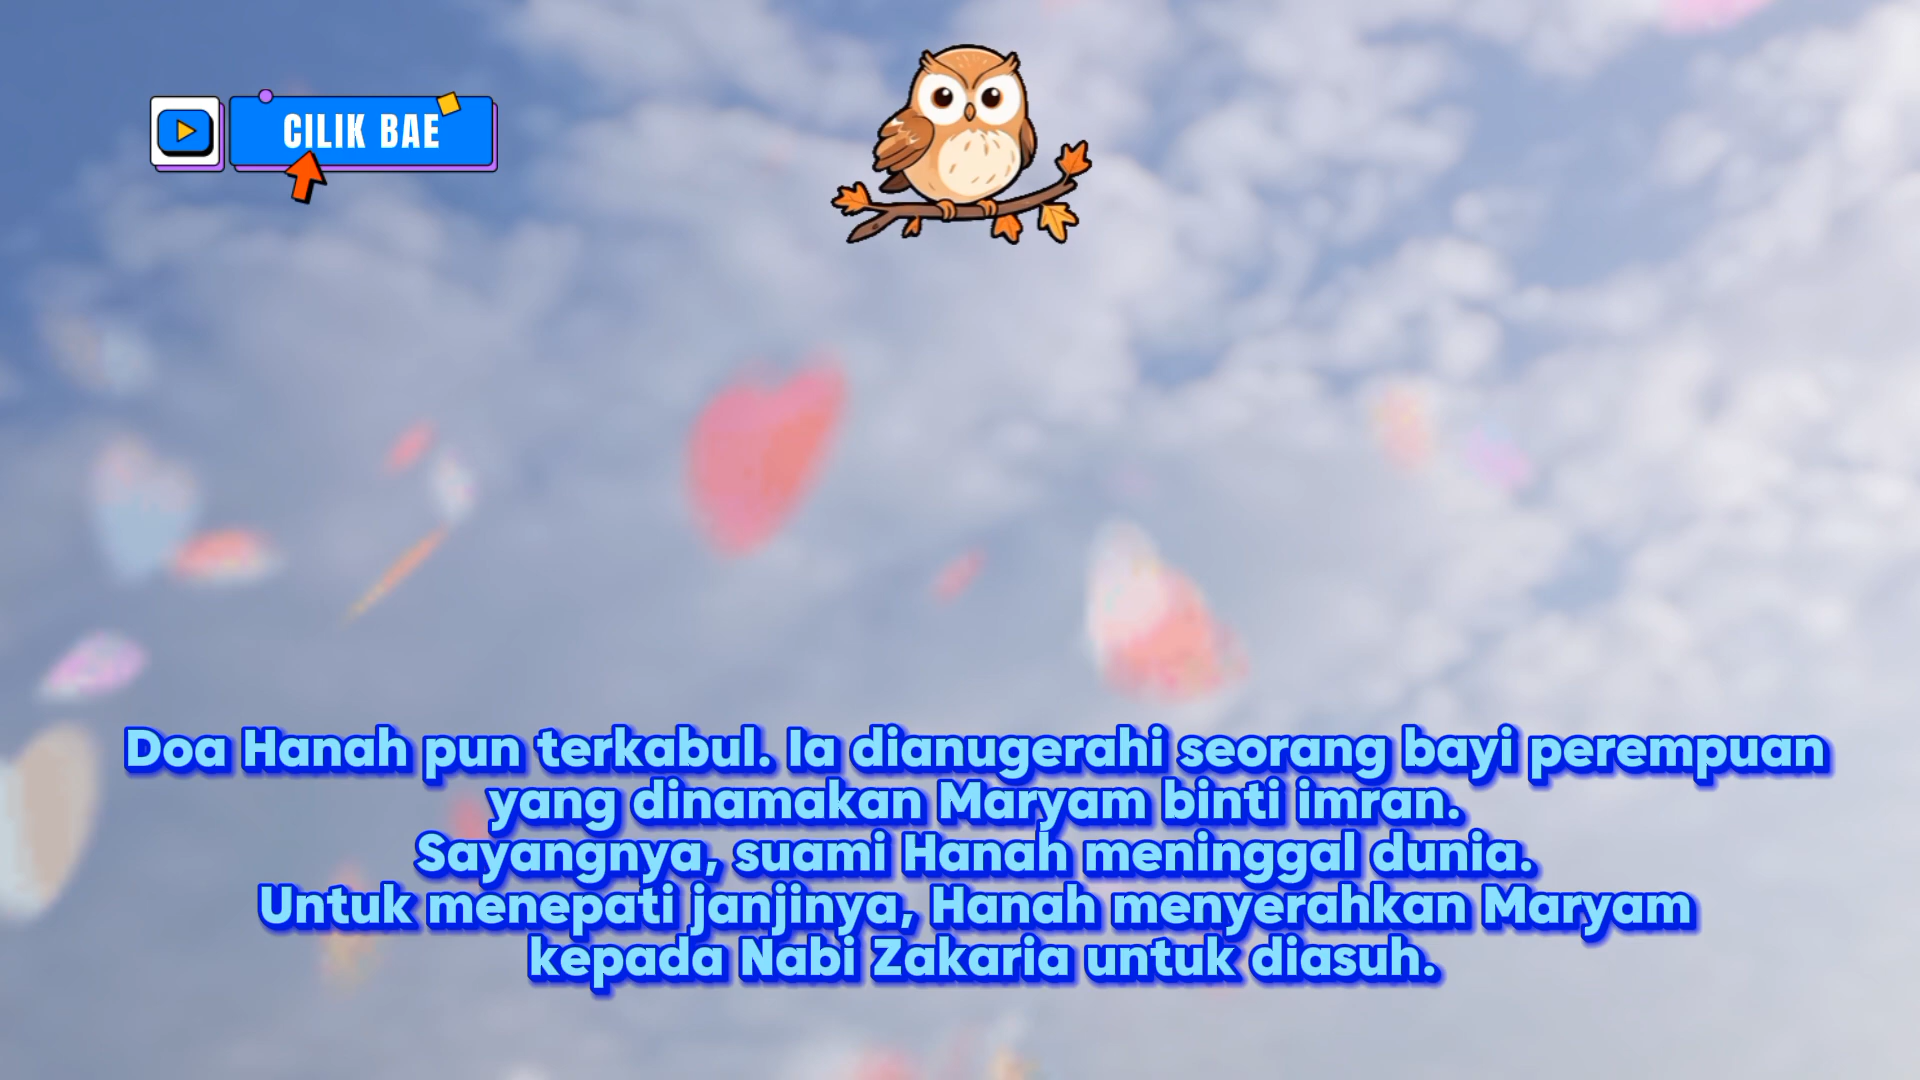 CILIK BAE
Doa Hanah pun terkabul. Ia dianugerahi seorang bayi perempuan
yang dinamakan Maryam binti imran.
Sayangnya, suami Hanah meninggal dunia.
Untuk menepati janjinya, Hanah menyerahkan Maryam
kepada Nabi Zakaria untuk diasuh.